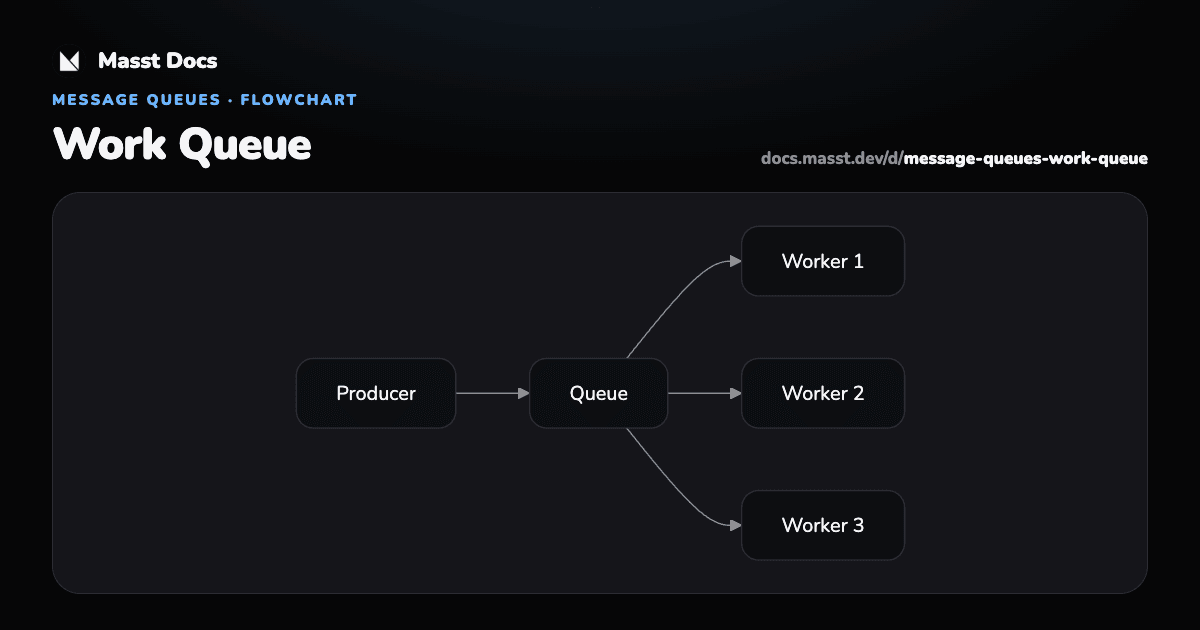 Masst Docs
MESSAGE QUEUES · FLOWCHART
Work Queue
docs.masst.dev/d/message-queues-work-queue
Worker 1
Producer
Queue
Worker 2
Worker 3